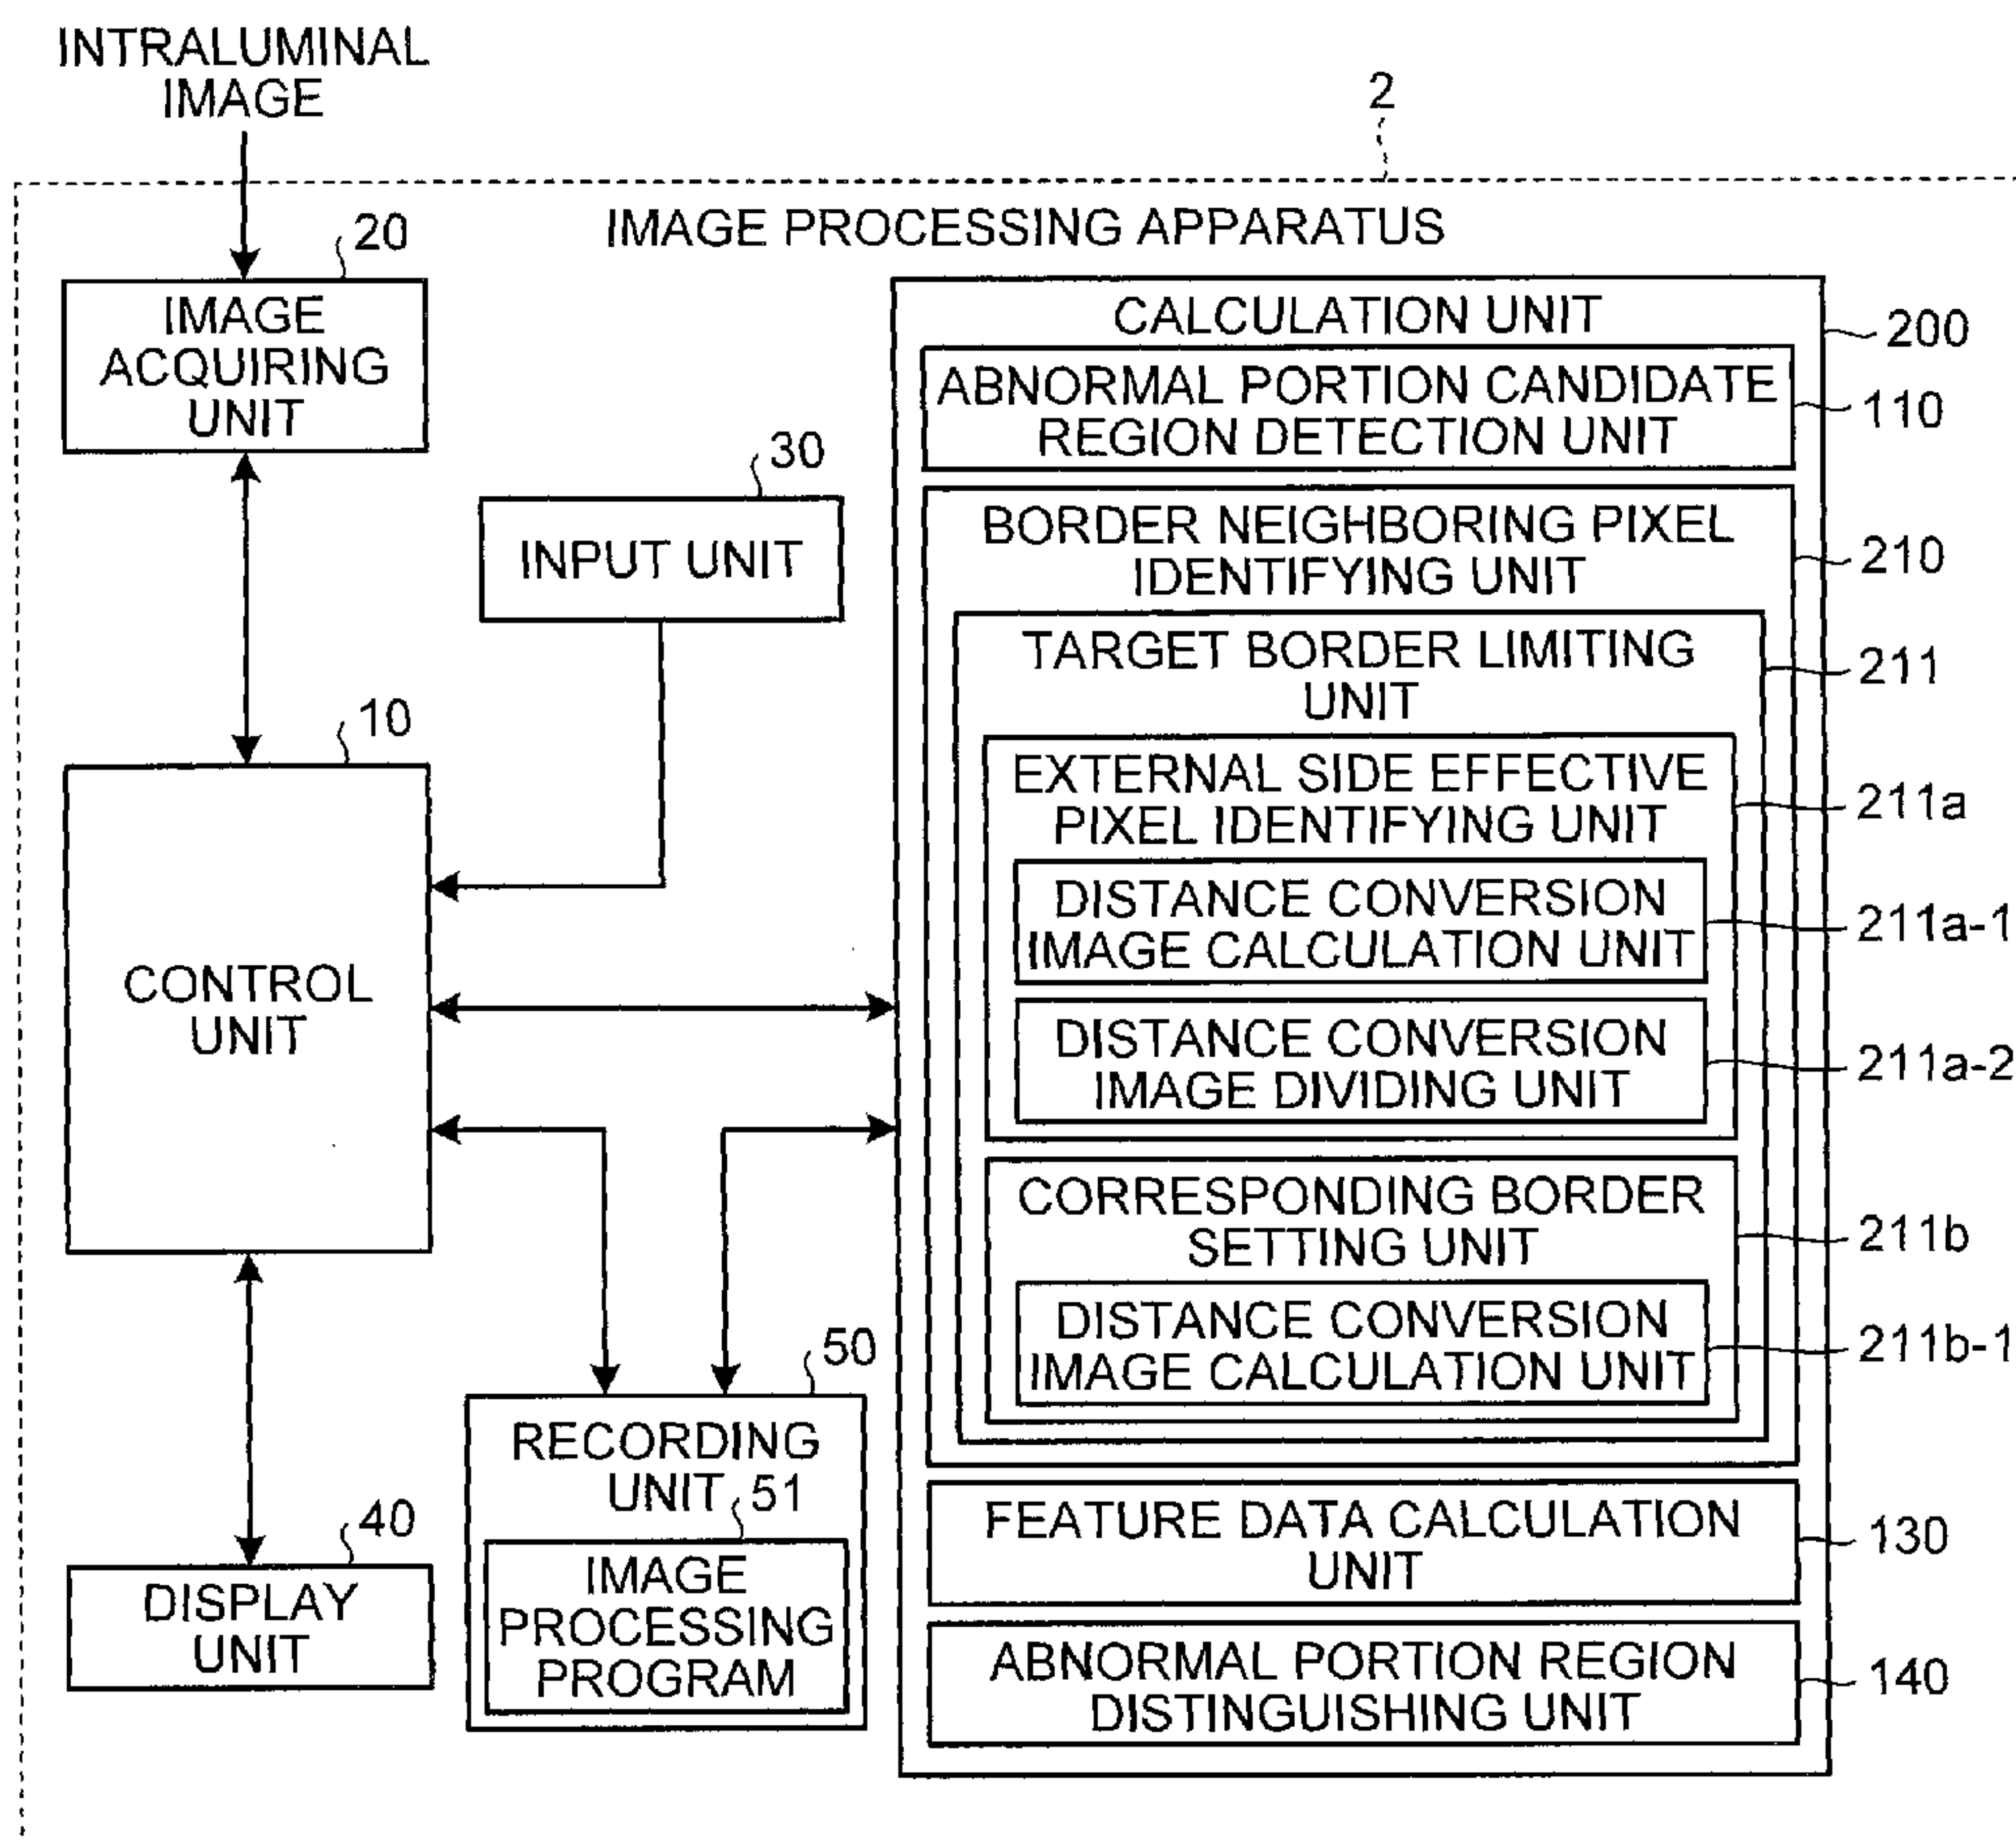 INTRALUMINAL
IMAGE
2
IMAGE PROCESSING APPARATUS
20
IMAGE
ACQUIRING
UNIT
30
INPUT UNIT
10
CONTROL
UNIT
50
RECORDING
UNIT
51
IMAGE
PROCESSING
PROGRAM
40
DISPLAY
UNIT
CALCULATION UNIT
200
ABNORMAL PORTION CANDIDATE
REGION DETECTION UNIT
110
BORDER NEIGHBORING PIXEL
IDENTIFYING UNIT
210
TARGET BORDER LIMITING
UNIT
211
EXTERNAL SIDE EFFECTIVE
PIXEL IDENTIFYING UNIT
211a
DISTANCE CONVERSION
IMAGE CALCULATION UNIT
211a-1
DISTANCE CONVERSION
IMAGE DIVIDING UNIT
211a-2
CORRESPONDING BORDER
SETTING UNIT
211b
DISTANCE CONVERSION
IMAGE CALCULATION UNIT
211b-1
FEATURE DATA CALCULATION
UNIT
130
ABNORMAL PORTION REGION
DISTINGUISHING UNIT
140